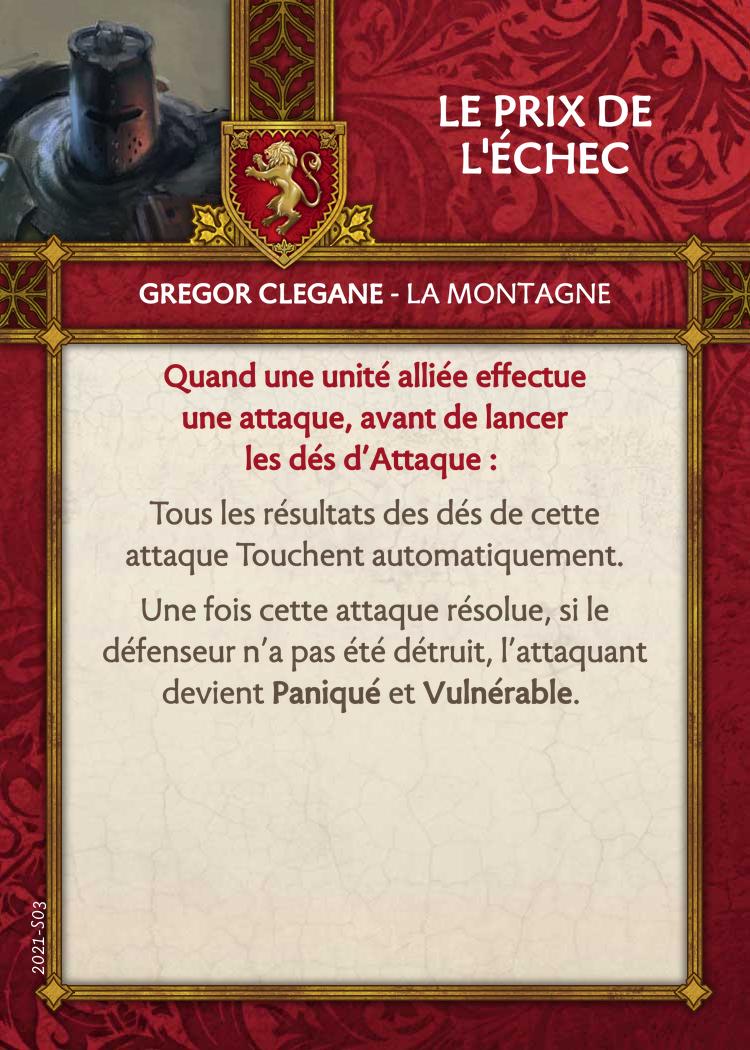 LE PRIX DE
L'ÉCHEC
GREGOR CLEGANE - LA MONTAGNE
Quand une unité alliée effectue
une attaque, avant de lancer
les dés d’Attaque :
Tous les résultats des dés de cette
attaque Touchent automatiquement.
Une fois cette attaque résolue, si le
défenseur n’a pas été détruit, l’attaquant
devient Paniqué et Vulnérable.
2021-S03